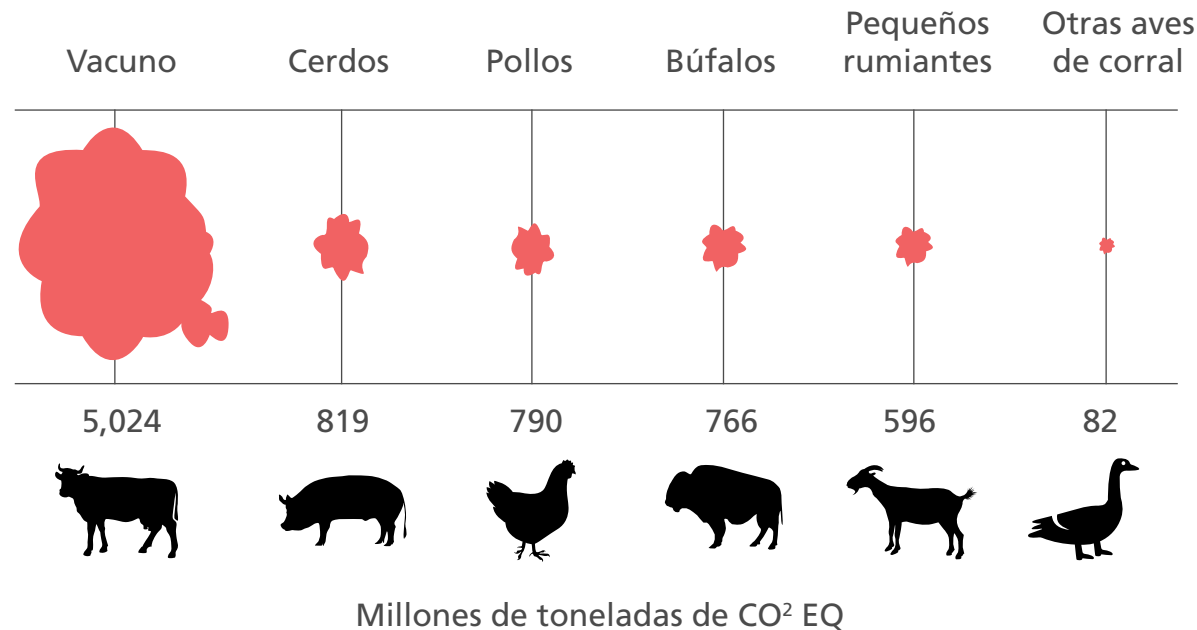 Vacuno
Cerdos
Pollos
Búfalos
Pequeños
rumiantes
Otras aves
de corral
5,024
819
790
766
596
82
Millones de toneladas de CO² EQ